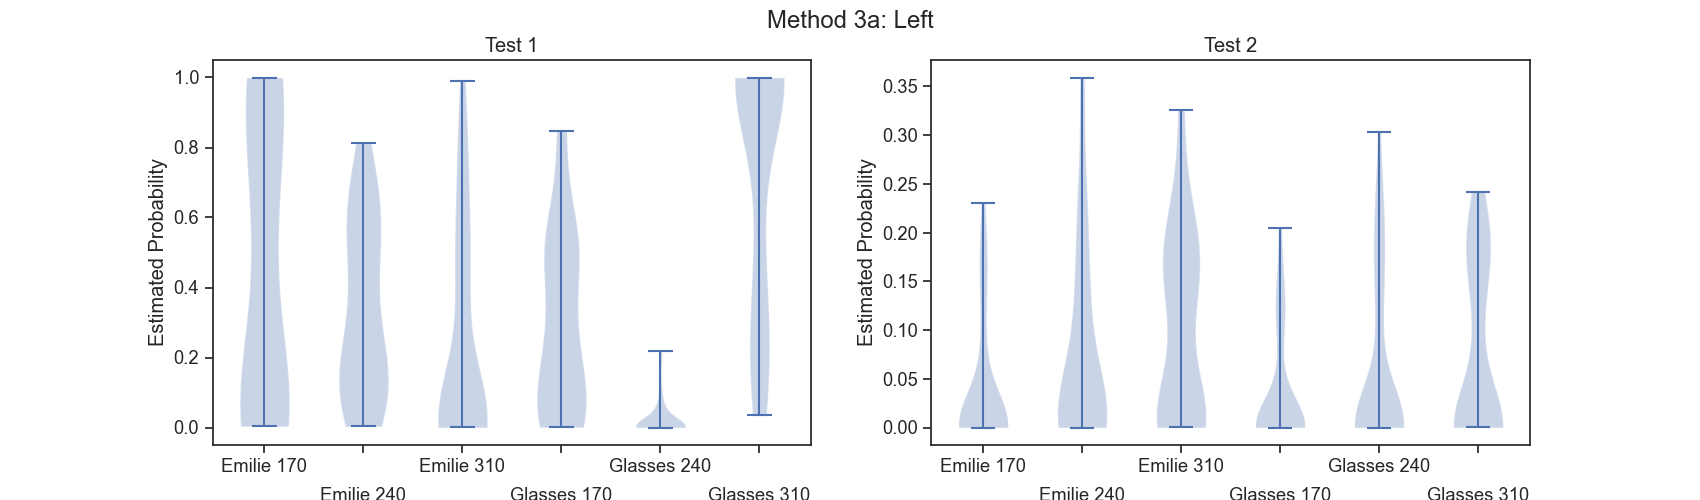 Method 3a: Left
Test 1
Estimated Probability
1.0
0.8
0.6
0.4
0.2
0.0
Emilie 170
Emilie 240
Emilie 310
Glasses 170
Glasses 240
Glasses 310
Test 2
Estimated Probability
0.35
0.30
0.25
0.20
0.15
0.10
0.05
0.00
Emilie 170
Emilie 240
Emilie 310
Glasses 170
Glasses 240
Glasses 310